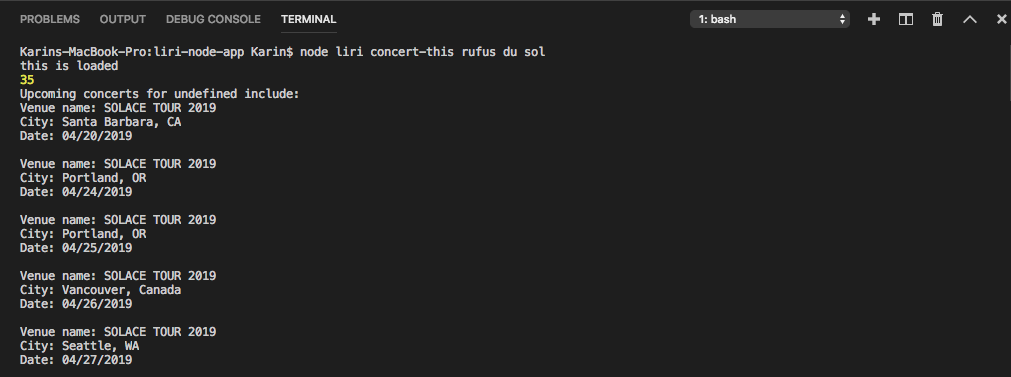 PROBLEMS OUTPUT DEBUG CONSOLE TERMINAL 1: bash
Karins-MacBook-Pro:liri-node-app Karin$ node liri concert-this rufus du sol
this is loaded
35
Upcoming concerts for undefined include:
Venue name: SOLACE TOUR 2019
City: Santa Barbara, CA
Date: 04/20/2019
Venue name: SOLACE TOUR 2019
City: Portland, OR
Date: 04/24/2019
Venue name: SOLACE TOUR 2019
City: Portland, OR
Date: 04/25/2019
Venue name: SOLACE TOUR 2019
City: Vancouver, Canada
Date: 04/26/2019
Venue name: SOLACE TOUR 2019
City: Seattle, WA
Date: 04/27/2019